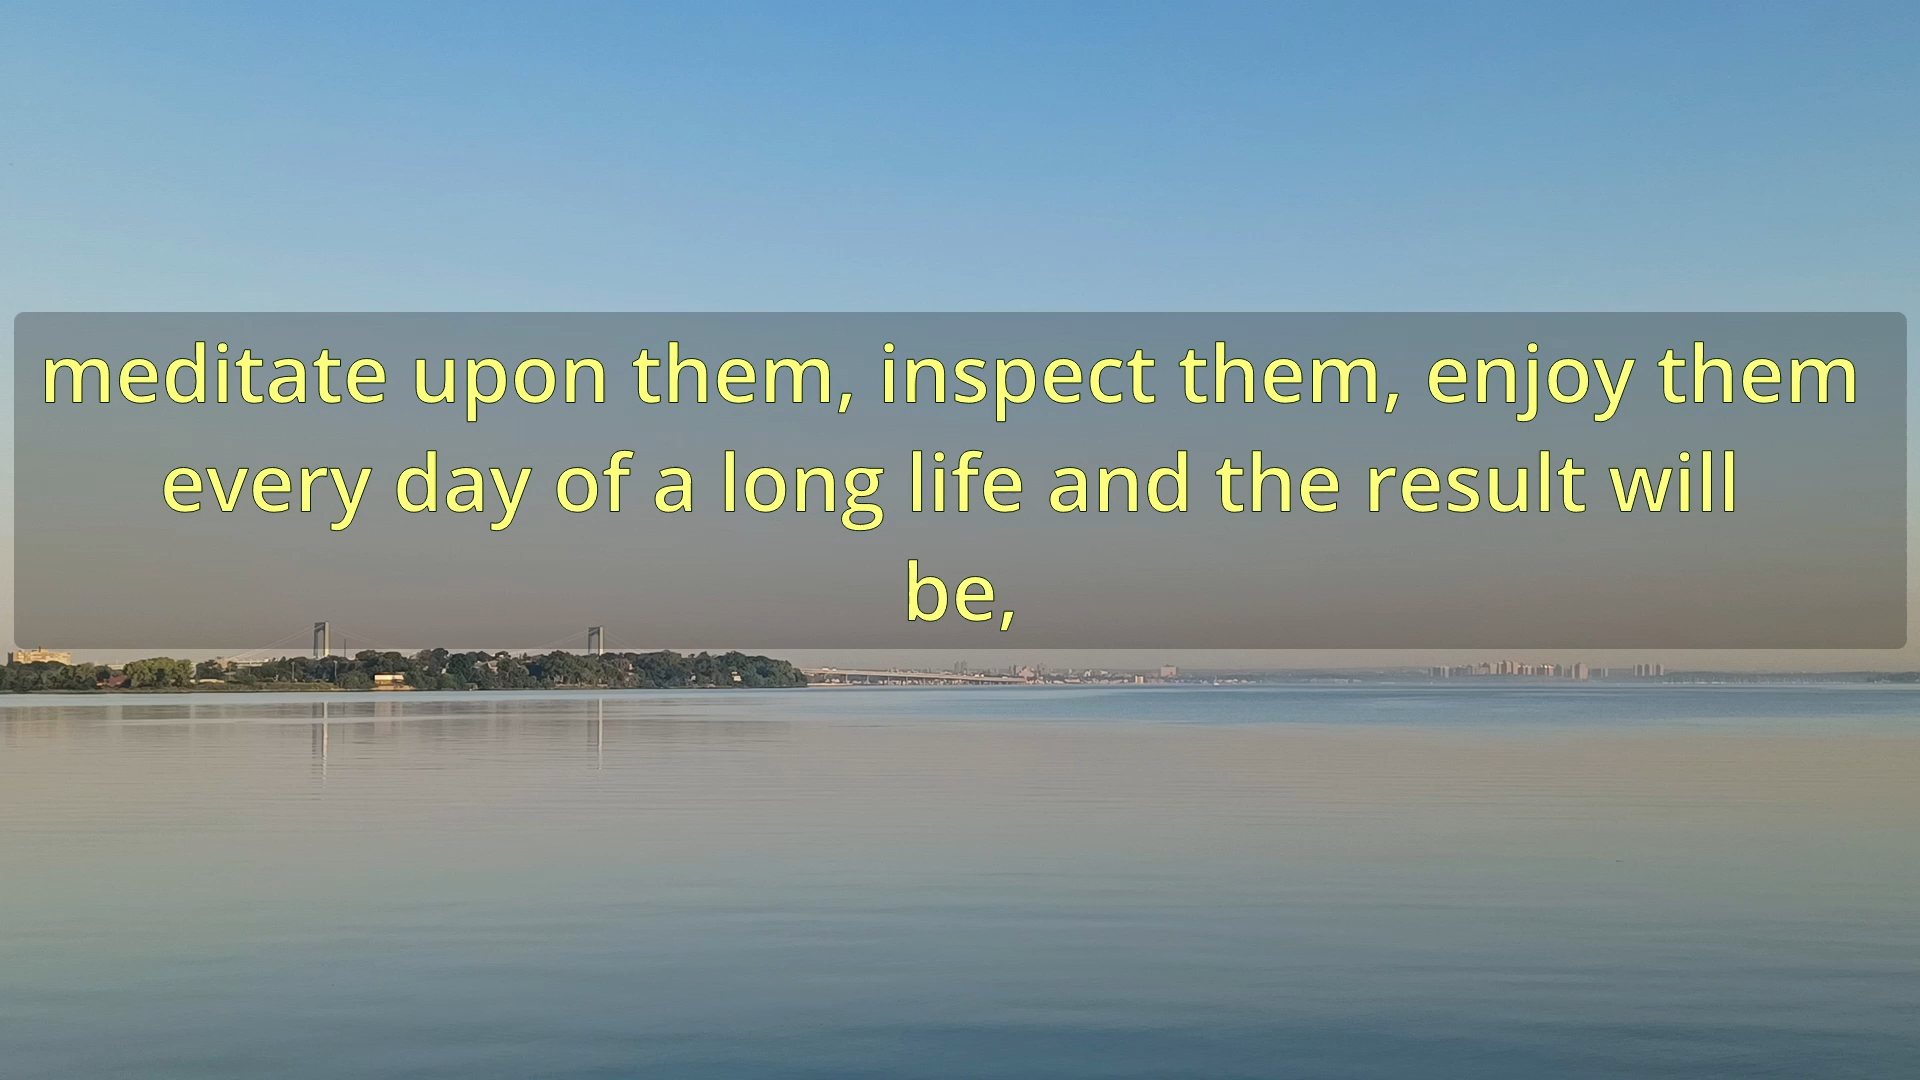 meditate upon them, inspect them, enjoy them
every day of a long life and the result will
be,